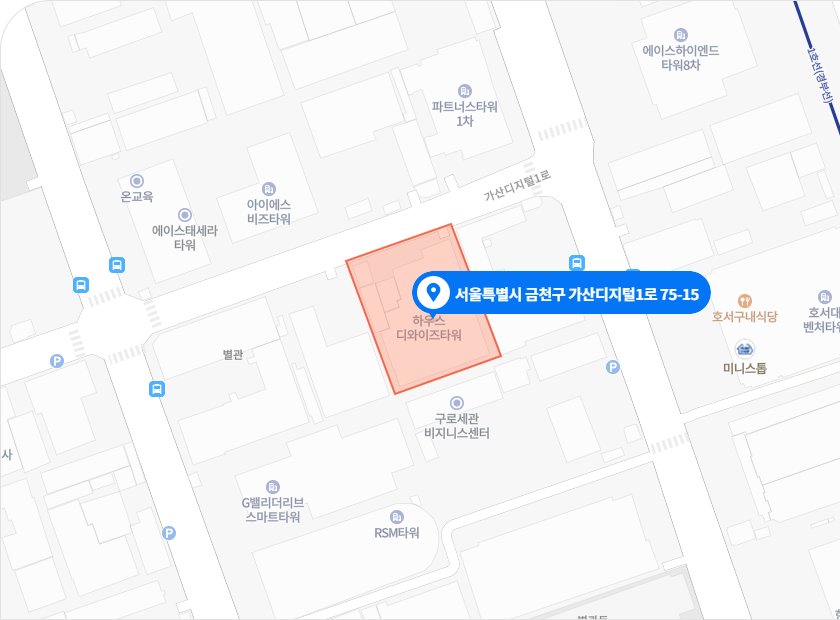 에이스하이엔드
타워8차
1호선(경부선)
파트너스타워
1차
가산디지털1로
온교육
아이에스
비즈타워
에이스태세라
타워
서울특별시 금천구 가산디지털1로 75-15
하우스
디와이즈타워
호서구내식당
호서대
벤처타워
미니스톱
P
P
별관
구로세관
비지니스센터
사
G밸리더리브
스마트타워
RSM타워
P